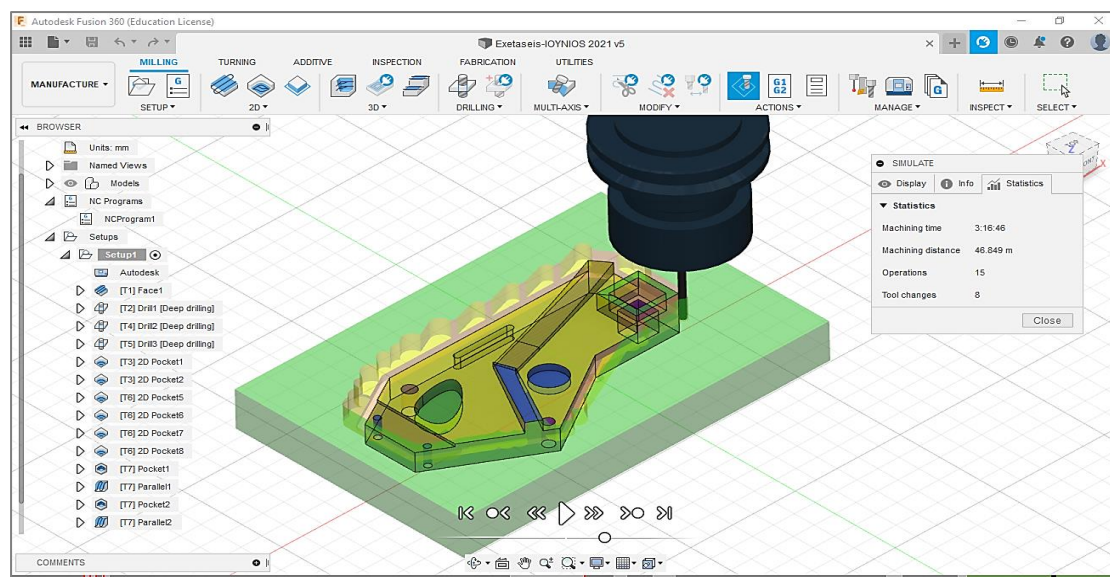 F Autodesk Fusion 360 (Education License)
Exetaseis-IOYNIOS 2021 v5
MILLING TURNING ADDITIVE INSPECTION FABRICATION UTILITIES
MANUFACTURE
G
G1
G2
G
SETUP 2D 3D DRILLING MULTI-AXIS MODIFY ACTIONS MANAGE INSPECT SELECT
BROWSER
Units: mm
Named Views
Models
NC Programs
NCProgram1
Setups
Setup1
Autodesk
[T1] Face1
[T2] Drill1 [Deep drilling]
[T4] Drill2 [Deep drilling]
[T5] Drill3 [Deep drilling]
[T3] 2D Pocket1
[T3] 2D Pocket2
[T6] 2D Pocket5
[T6] 2D Pocket6
[T6] 2D Pocket7
[T6] 2D Pocket8
[T7] Pocket1
[T7] Parallel1
[T7] Pocket2
[T7] Parallel2
COMMENTS
Z
X
SIMULATE
Display Info Statistics
Statistics
Machining time 3:16:46
Machining distance 46.849 m
Operations 15
Tool changes 8
Close